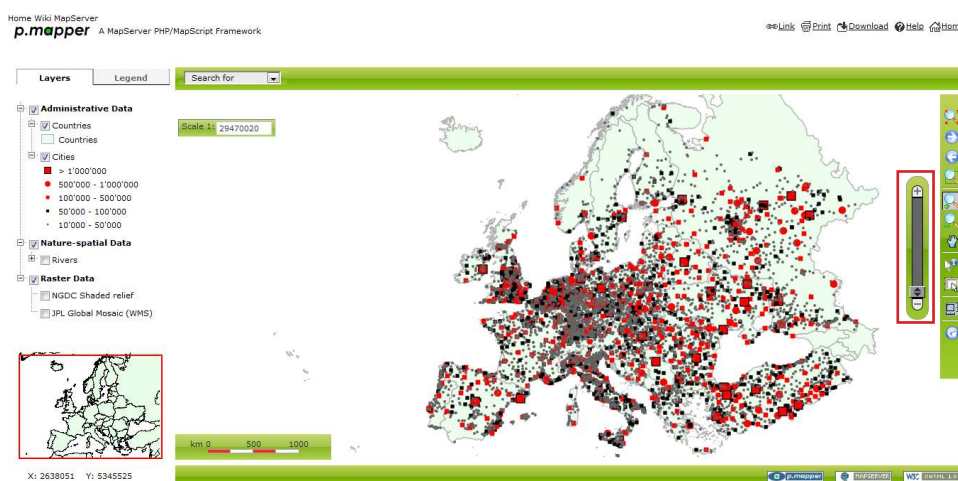 Home Wiki MapServer
p.mapper A MapServer PHP/MapScript Framework
Link Print Download Help Hom
Layers Legend Search for
Administrative Data
Countries
Countries
Cities
> 1'000'000
500'000 - 1'000'000
100'000 - 500'000
50'000 - 100'000
10'000 - 50'000
Nature-spatial Data
Rivers
Raster Data
NGDC Shaded relief
JPL Global Mosaic (WMS)
Scale 1: 29470020
km 0 500 1000
X: 2638051 Y: 5345525
p.mapper MAPSERVER W3C XHTML 1.0